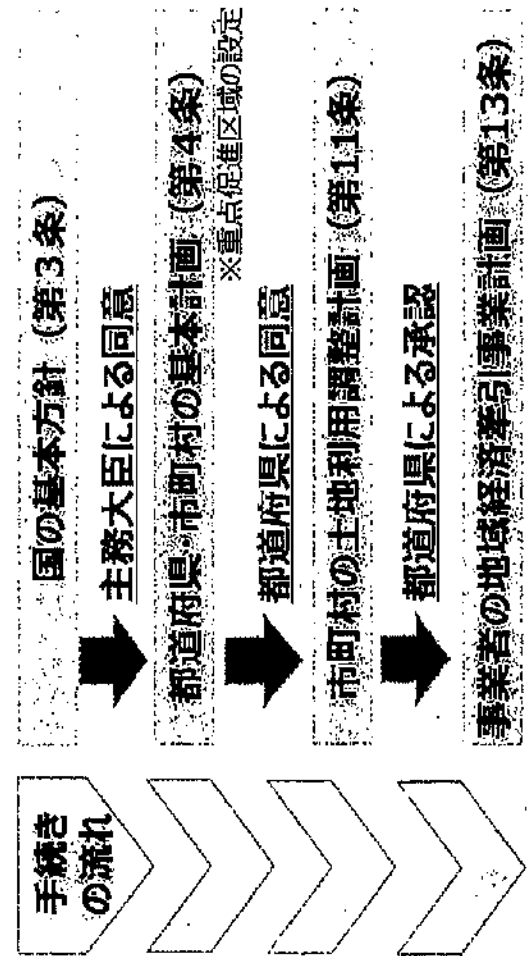 手続き
の流れ
国の基本方針（第３条）
主務大臣による同意
都道府県・市町村の基本計画（第４条）
※重点促進区域の設定
都道府県による同意
市町村の土地利用調整計画（第11条）
都道府県による承認
事業者の地域経済牽引事業計画（第13条）